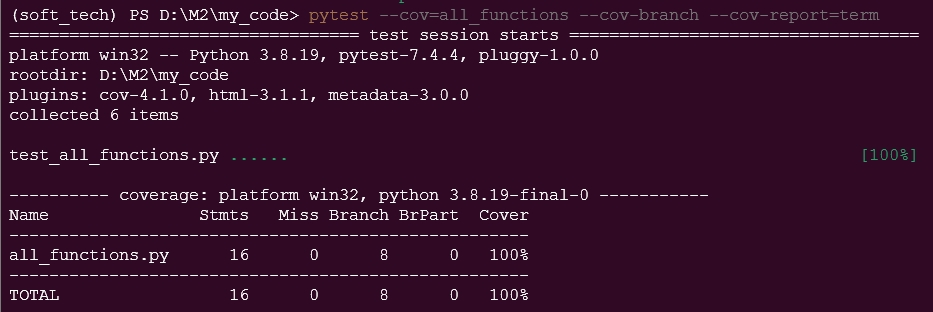 (soft_tech) PS D:\M2\my_code> pytest --cov=all_functions --cov-branch --cov-report=term
=================================== test session starts ===================================
platform win32 -- Python 3.8.19, pytest-7.4.4, pluggy-1.0.0
rootdir: D:\M2\my_code
plugins: cov-4.1.0, html-3.1.1, metadata-3.0.0
collected 6 items

test_all_functions.py ......                                                         [100%]

---------- coverage: platform win32, python 3.8.19-final-0 -----------
Name               Stmts   Miss Branch BrPart  Cover
----------------------------------------------------
all_functions.py      16      0      8      0   100%
----------------------------------------------------
TOTAL                 16      0      8      0   100%